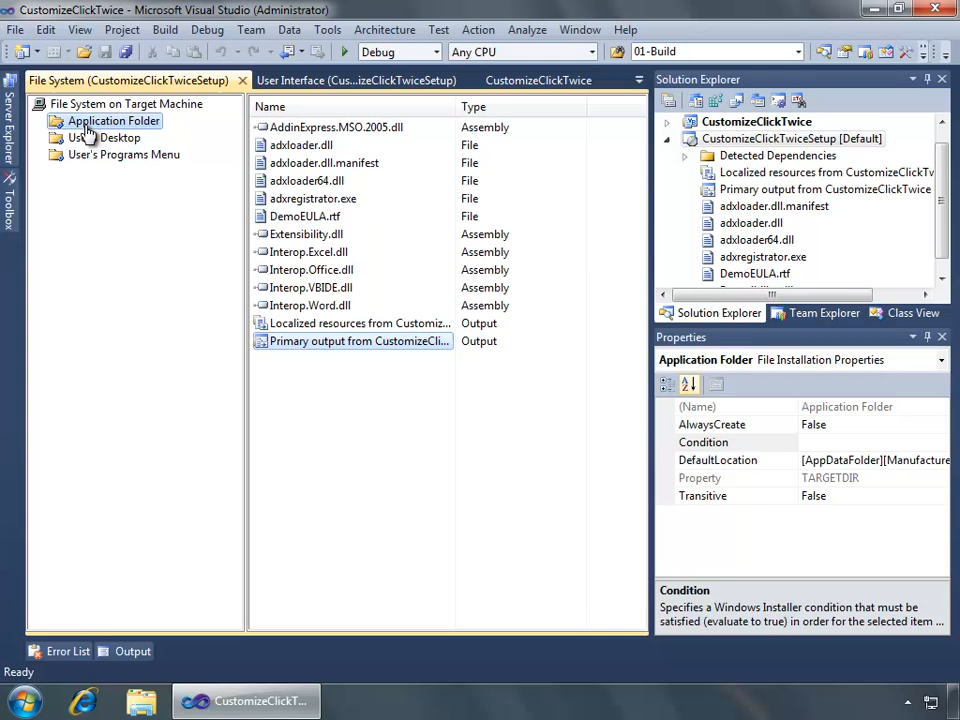 CustomizeClickTwice - Microsoft Visual Studio (Administrator)
File Edit View Project Build Debug Team Data Tools Architecture Test Action Analyze Window Help
Debug Any CPU 01-Build
File System (CustomizeClickTwiceSetup) User Interface (Cus...izeClickTwiceSetup) CustomizeClickTwice
Server Explorer
Toolbox
File System on Target Machine
Application Folder
Desktop
User's Programs Menu
Name Type
AddinExpress.MSO.2005.dll Assembly
adxloader.dll File
adxloader.dll.manifest File
adxloader64.dll File
adxregistrator.exe File
DemoEULA.rtf File
Extensibility.dll Assembly
Interop.Excel.dll Assembly
Interop.Office.dll Assembly
Interop.VBIDE.dll Assembly
Interop.Word.dll Assembly
Localized resources from Customiz... Output
Primary output from CustomizeCli... Output
Solution Explorer
CustomizeClickTwice
CustomizeClickTwiceSetup [Default]
Detected Dependencies
Localized resources from CustomizeClickTv
Primary output from CustomizeClickTwice
adxloader.dll.manifest
adxloader.dll
adxloader64.dll
adxregistrator.exe
DemoEULA.rtf
Solution Explorer Team Explorer Class View
Properties
Application Folder File Installation Properties
(Name) Application Folder
AlwaysCreate False
Condition
DefaultLocation [AppDataFolder][Manufacture
Property TARGETDIR
Transitive False
Condition
Specifies a Windows Installer condition that must be
satisfied (evaluate to true) in order for the selected item ...
Error List Output
Ready
CustomizeClickT...